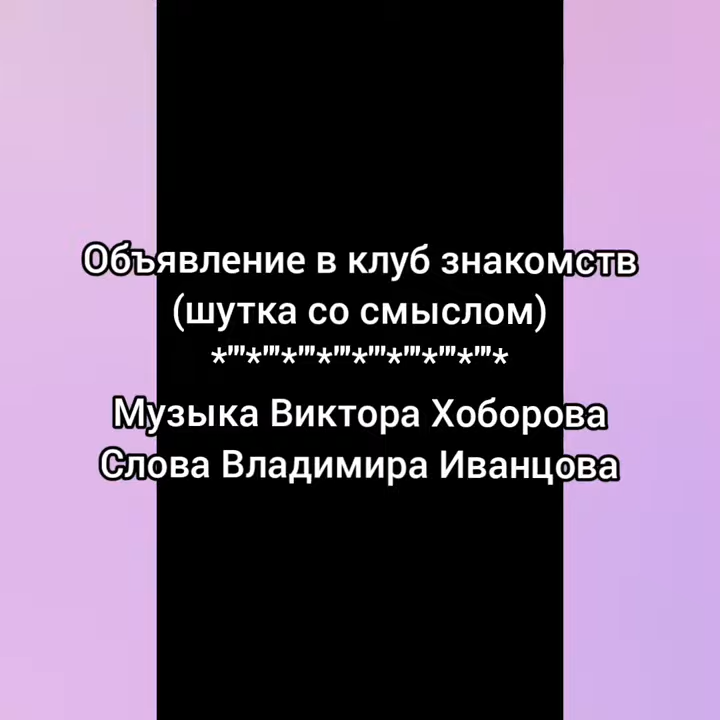 Объявление в клуб знакомств
(шутка со смыслом)
*'''*'''*'''*'''*'''*'''*'''*'''*
Музыка Виктора Хоборова
Слова Владимира Иванцова